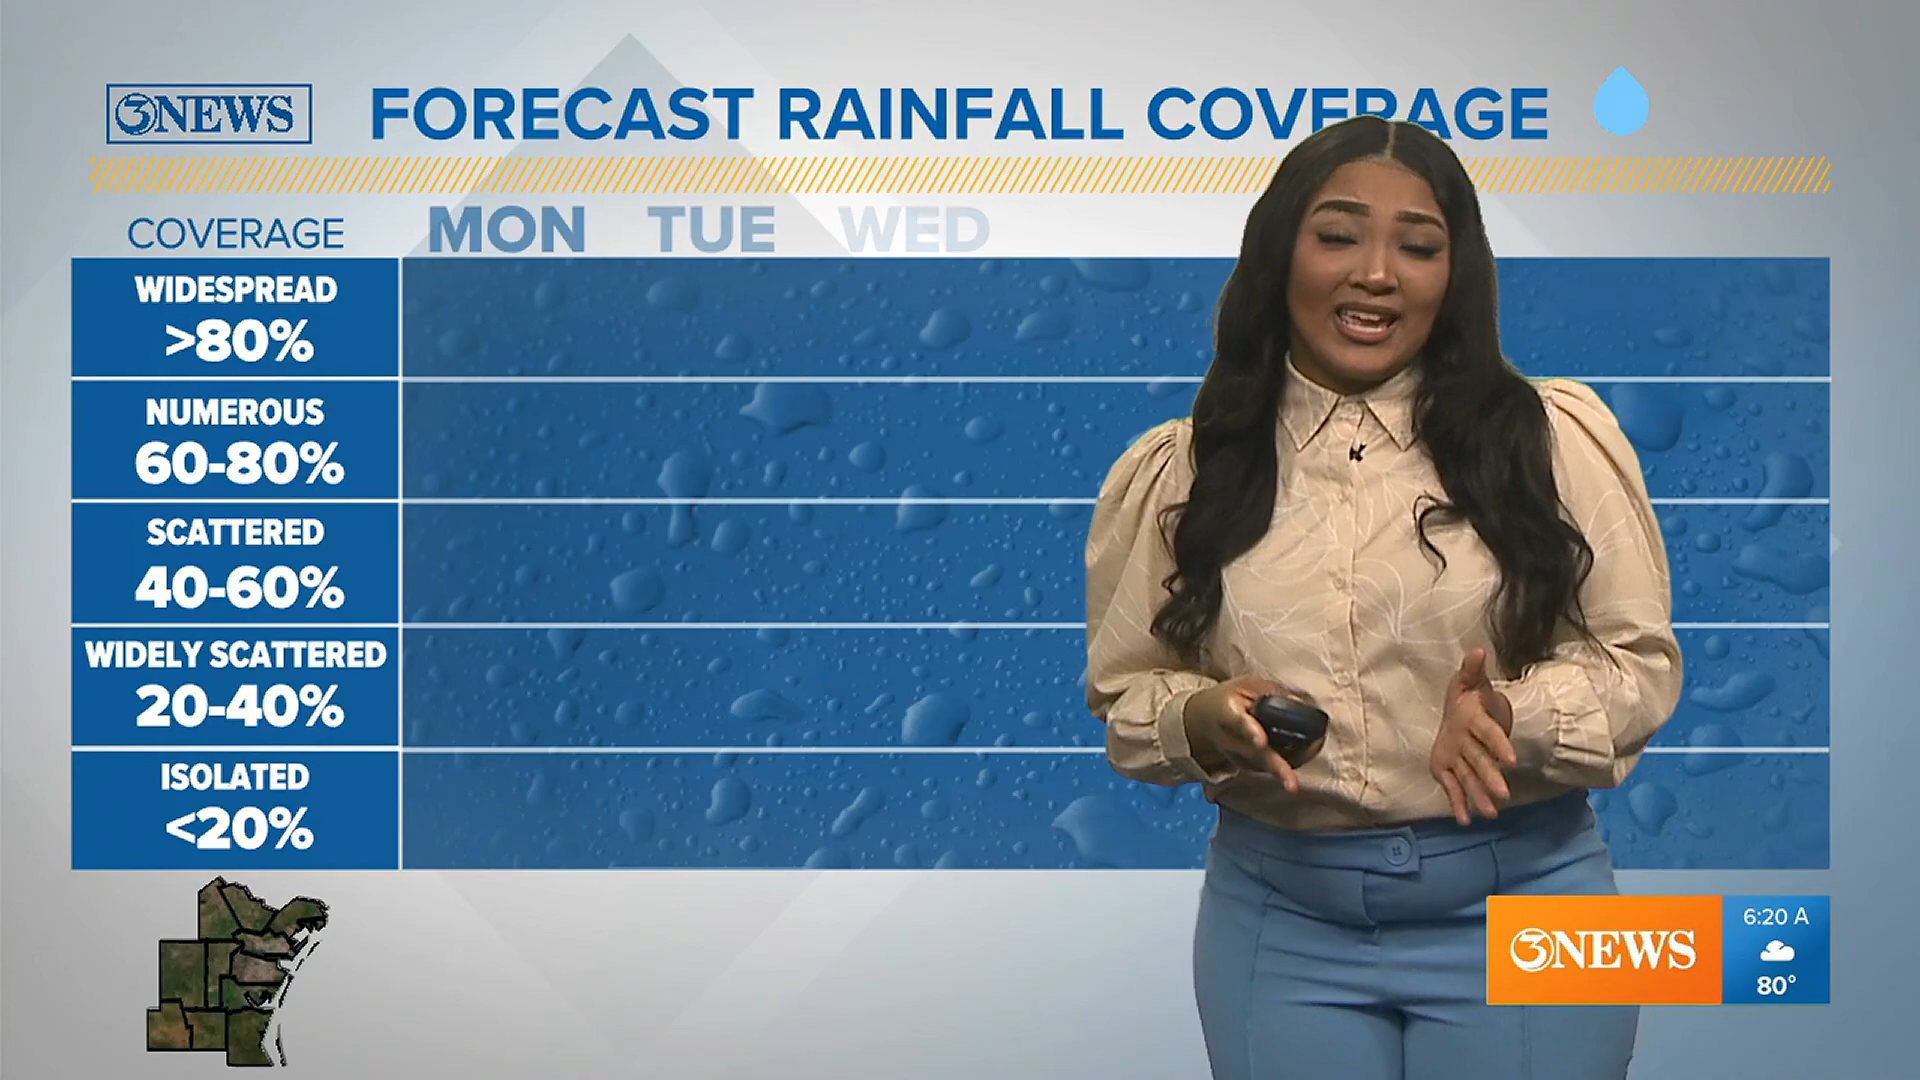 3NEWS
FORECAST RAINFALL COVERAGE
COVERAGE MON TUE WED
WIDESPREAD
>80%
NUMEROUS
60-80%
SCATTERED
40-60%
WIDELY SCATTERED
20-40%
ISOLATED
<20%
3NEWS
6:20 A
80°